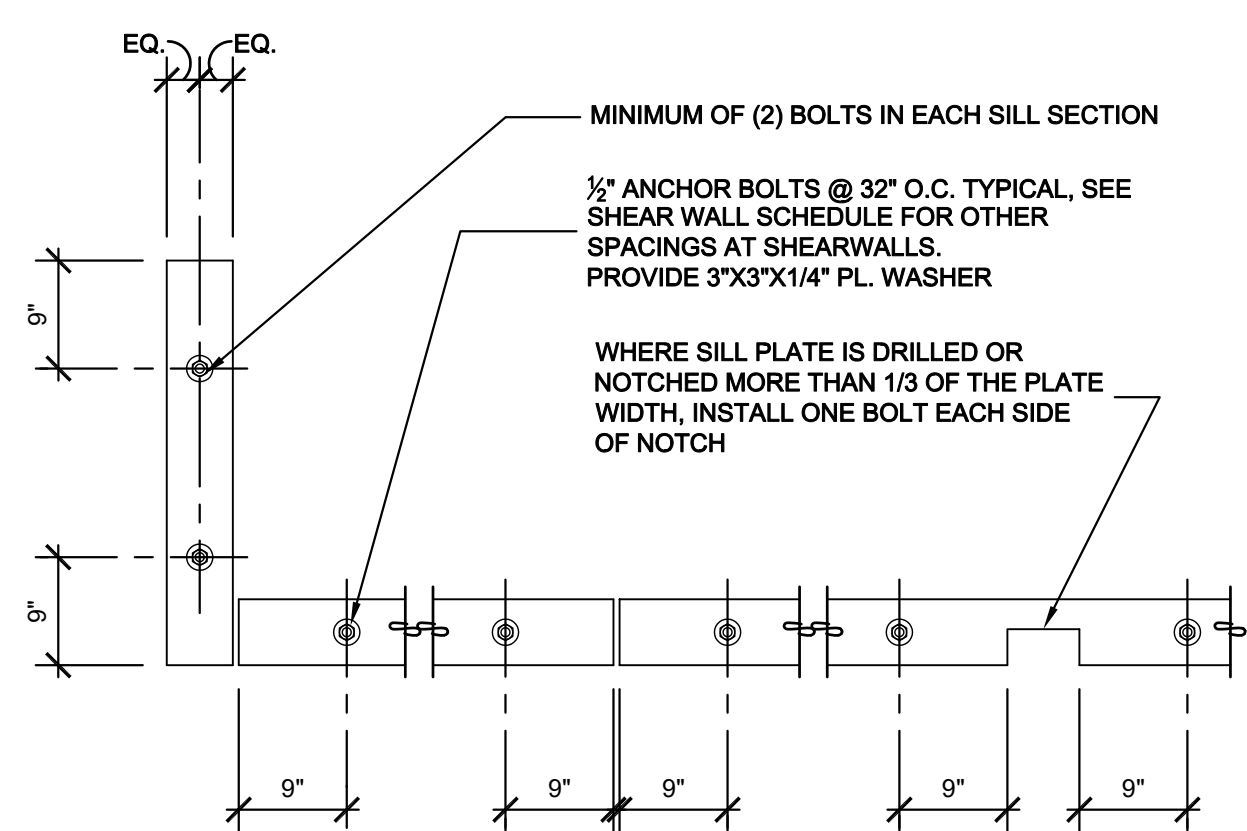 EQ. EQ.
MINIMUM OF (2) BOLTS IN EACH SILL SECTION
½" ANCHOR BOLTS @ 32" O.C. TYPICAL, SEE
SHEAR WALL SCHEDULE FOR OTHER
SPACINGS AT SHEARWALLS.
PROVIDE 3"X3"X1/4" PL. WASHER
9"
WHERE SILL PLATE IS DRILLED OR
NOTCHED MORE THAN 1/3 OF THE PLATE
WIDTH, INSTALL ONE BOLT EACH SIDE
OF NOTCH
9"
9" 9" 9" 9" 9"